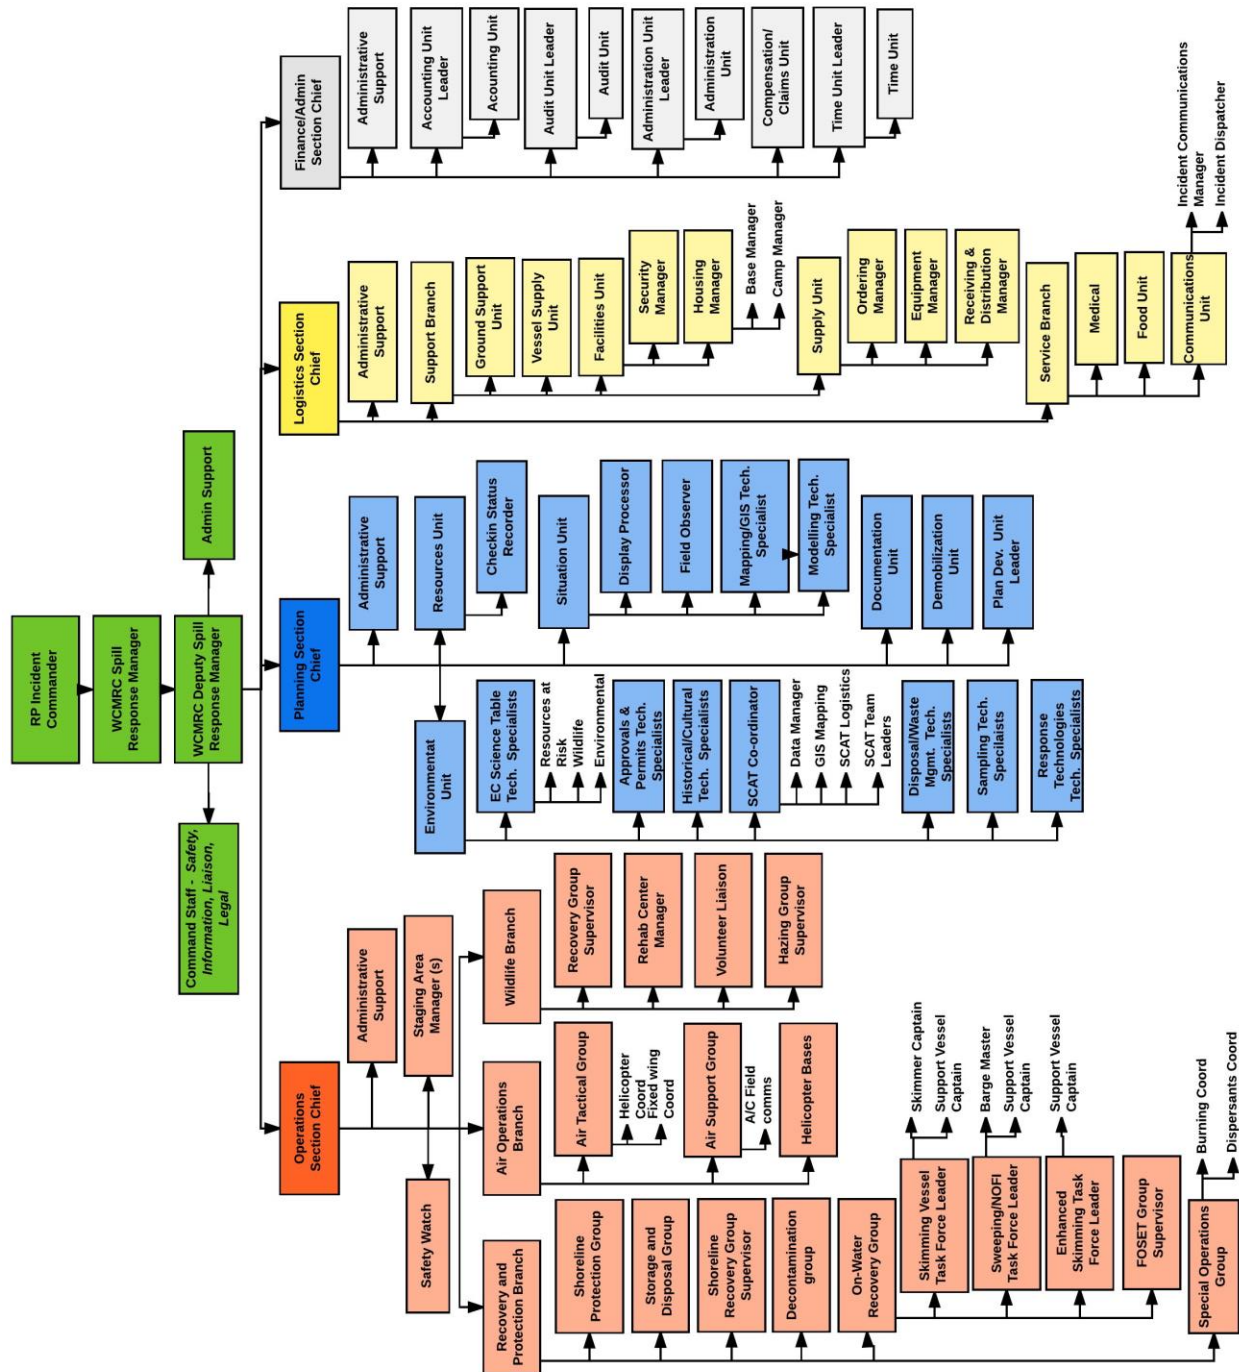 RP Incident
Commander
WCMRC Spill
Response Manager
WCMRC Deputy Spill
Response Manager
Command Staff - Safety,
Information, Liaison,
Legal
Admin Support
Operations
Section Chief
Administrative
Support
Staging Area
Manager (s)
Safety Watch
Recovery and
Protection Branch
Shoreline
Protection Group
Storage and
Disposal Group
Shoreline
Recovery Group
Supervisor
Decontamination
group
On-Water
Recovery Group
Skimming Vessel
Task Force Leader
Skimmer Captain
Support Vessel
Captain
Sweeping/NOFI
Task Force Leader
Barge Master
Support Vessel
Captain
Enhanced
Skimming Task
Force Leader
Support Vessel
Captain
FOSET Group
Supervisor
Special Operations
Group
Burning Coord
Dispersants Coord
Air Operations
Branch
Air Tactical Group
Helicopter
Coord
Fixed wing
Coord
Air Support Group
A/C Field
comms
Helicopter Bases
Wildlife Branch
Recovery Group
Supervisor
Rehab Center
Manager
Volunteer Liaison
Hazing Group
Supervisor
Planning Section
Chief
Administrative
Support
Environmentat
Unit
EC Science Table
Tech. Specialists
Resources at
Risk
Wildlife
Environmental
Approvals &
Permits Tech.
Specialists
Historical/Cultural
Tech. Specialists
SCAT Co-ordinator
Data Manager
GIS Mapping
SCAT Logistics
SCAT Team
Leaders
Disposal/Waste
Mgmt. Tech.
Specialists
Sampling Tech.
Specilaists
Response
Technologies
Tech. Specialists
Resources Unit
Checkin Status
Recorder
Situation Unit
Display Processor
Field Observer
Mapping/GIS Tech.
Specialist
Modelling Tech.
Specialist
Documentation
Unit
Demobilization
Unit
Plan Dev. Unit
Leader
Logistics Section
Chief
Administrative
Support
Support Branch
Ground Support
Unit
Vessel Supply
Unit
Facilities Unit
Security
Manager
Housing
Manager
Base Manager
Camp Manager
Supply Unit
Ordering
Manager
Equipment
Manager
Receiving &
Distribution
Manager
Service Branch
Medical
Food Unit
Communications
Unit
Incident Communications
Manager
Incident Dispatcher
Finance/Admin
Section Chief
Administrative
Support
Accounting Unit
Leader
Acounting Unit
Audit Unit Leader
Audit Unit
Administration Unit
Leader
Administration
Unit
Compensation/
Claims Unit
Time Unit Leader
Time Unit